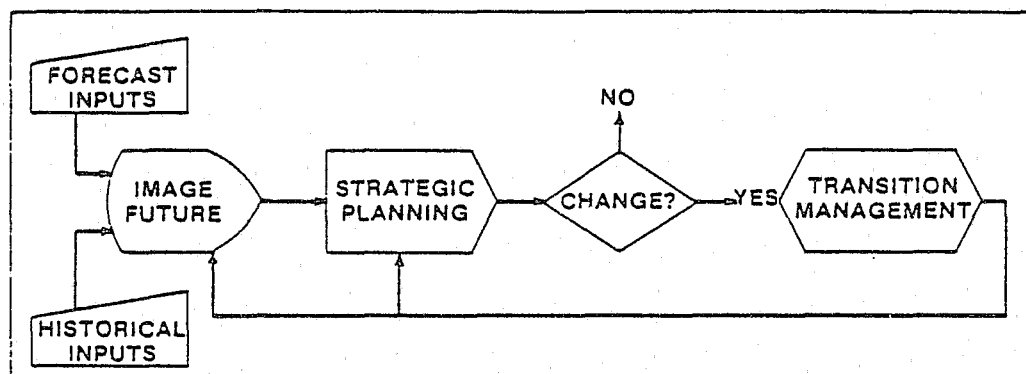 FORECAST
INPUTS
HISTORICAL
INPUTS
IMAGE
FUTURE
STRATEGIC
PLANNING
CHANGE?
NO
YES
TRANSITION
MANAGEMENT